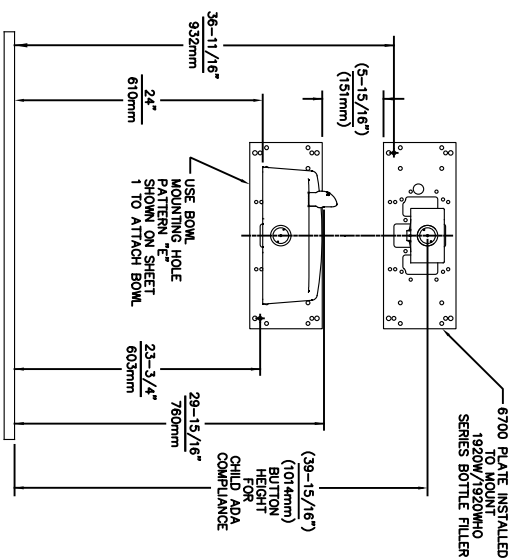 6700 PLATE INSTALLED
TO MOUNT
1920W/1920WHO
SERIES BOTTLE FILLER
36-11/16"
932mm
(5-15/16")
(151mm)
24"
610mm
USE BOWL
MOUNTING HOLE
PATTERN "E"
SHOWN ON SHEET
1 TO ATTACH BOWL
23-3/4"
603mm
29-15/16"
760mm
(39-15/16")
(1014mm)
BUTTON
HEIGHT
FOR
CHILD ADA
COMPLIANCE